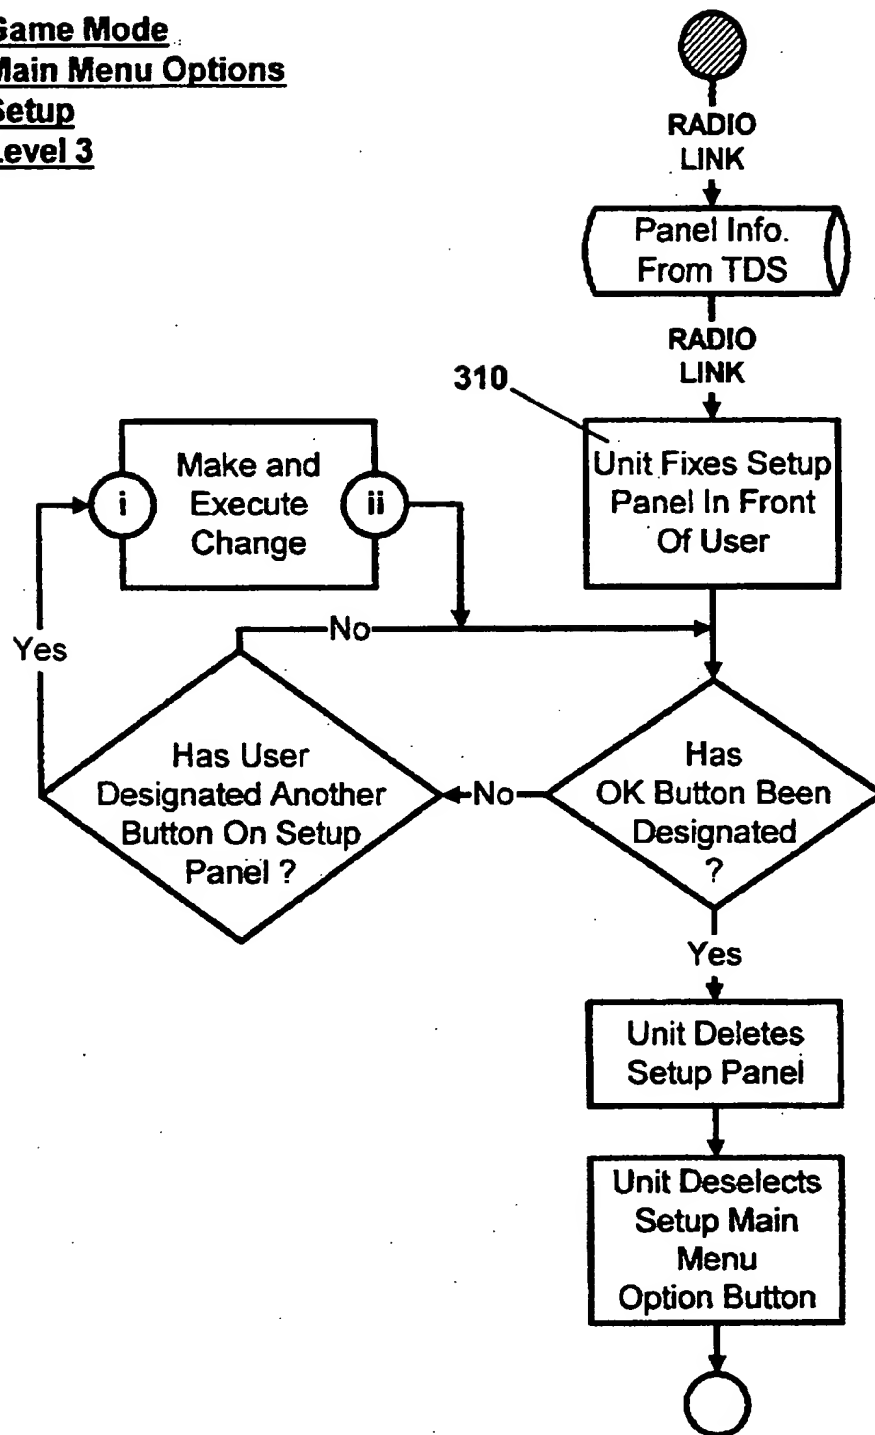 Game Mode
Main Menu Options
Setup
Level 3
RADIO
LINK
Panel Info.
From TDS
RADIO
LINK
310
Unit Fixes Setup
Panel In Front
Of User
i
Make and
Execute
Change
ii
Yes
No
Has User
Designated Another
Button On Setup
Panel ?
No
Has
OK Button Been
Designated
?
Yes
Unit Deletes
Setup Panel
Unit Deselects
Setup Main
Menu
Option Button